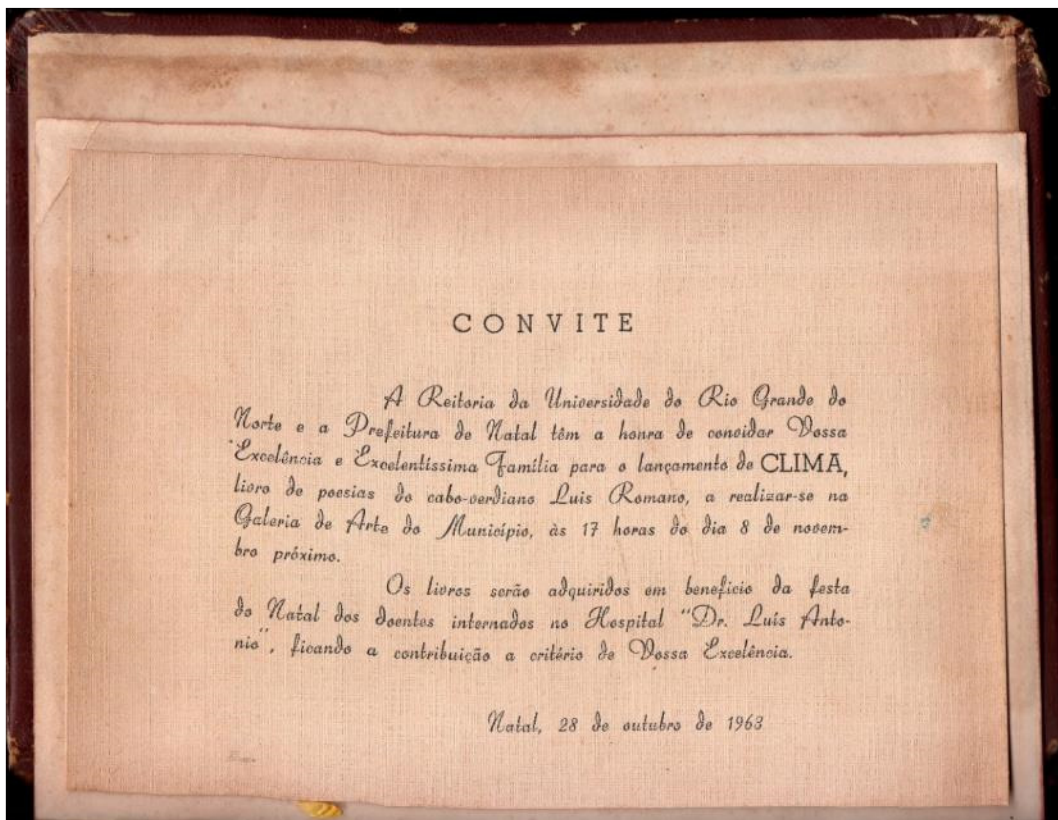 CONVITE
A Reitoria da Universidade do Rio Grande do
Norte e a Prefeitura de Natal têm a honra de convidar Vossa
Excelência e Excelentíssima Família para o lançamento de CLIMA,
livro de poesias do cabo-verdiano Luis Romano, a realizar-se na
Galeria de Arte do Município, às 17 horas do dia 8 de novem-
bro próximo.
Os livros serão adquiridos em beneficio da festa
do Natal dos doentes internados no Hospital "Dr. Luís Anto-
nio", ficando a contribuição a critério de Vossa Excelência.
Natal, 28 de outubro de 1963